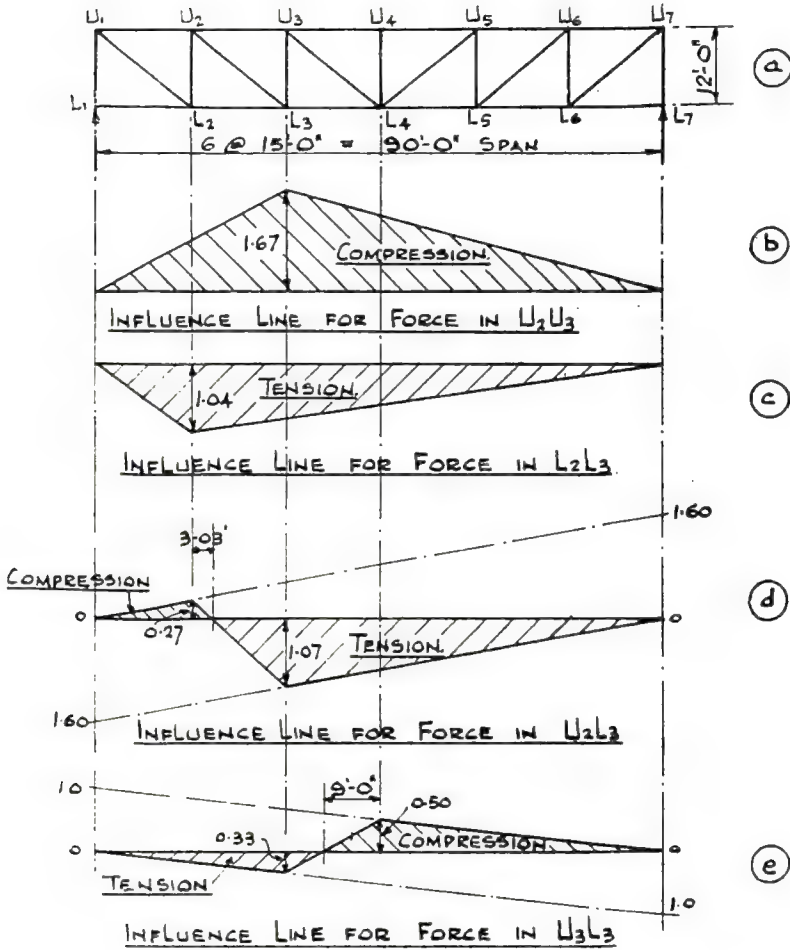 U₁ U₂ U₃ U₄ U₅ U₆ U₇
12'-0"
a
L₁ L₂ L₃ L₄ L₅ L₆ L₇
6 @ 15'-0" = 90'-0" SPAN
1.67
COMPRESSION.
b
INFLUENCE LINE FOR FORCE IN U₂U₃
TENSION.
1.04
c
INFLUENCE LINE FOR FORCE IN L₂L₃
3.03'
1.60
COMPRESSION
d
0 0
0.27
1.07
TENSION.
1.60
INFLUENCE LINE FOR FORCE IN U₂L₃
1.0
9'-0"
0.50
0.33
COMPRESSION
0 0
e
TENSION
1.0
INFLUENCE LINE FOR FORCE IN U₃L₃